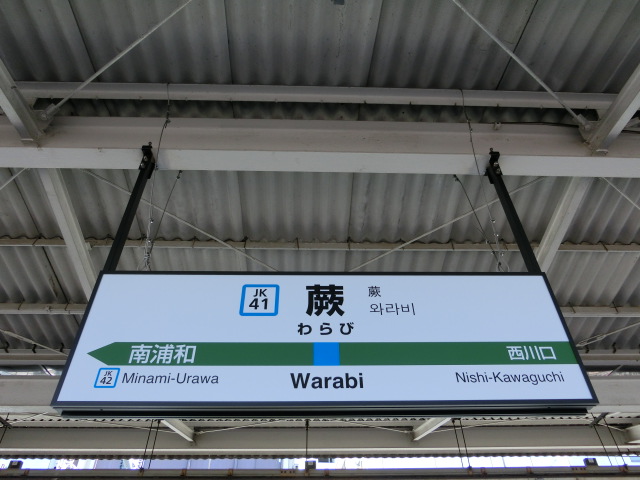 JK
41
蕨
わらび
蕨
와라비
南浦和
西川口
JK
42
Minami-Urawa
Warabi
Nishi-Kawaguchi